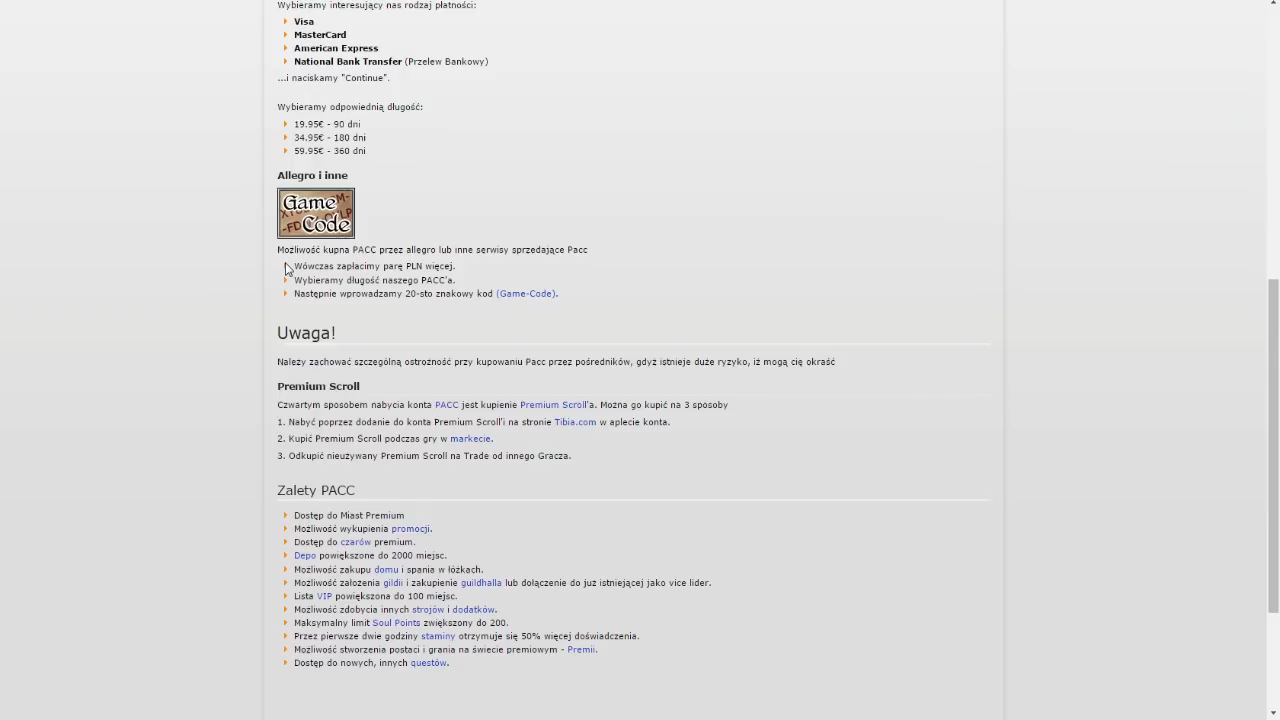 Wybieramy interesujący nas rodzaj płatności:
Visa
MasterCard
American Express
National Bank Transfer (Przelew Bankowy)
...i naciskamy "Continue".
Wybieramy odpowiednią długość:
19.95€ - 90 dni
34.95€ - 180 dni
59.95€ - 360 dni
Allegro i inne
Game
Code
Możliwość kupna PACC przez allegro lub inne serwisy sprzedające Pacc
Wówczas zapłacimy parę PLN więcej.
Wybieramy długość naszego PACC'a.
Następnie wprowadzamy 20-sto znakowy kod (Game-Code).
Uwaga!
Należy zachować szczególną ostrożność przy kupowaniu Pacc przez pośredników, gdyż istnieje duże ryzyko, iż mogą cię okraść
Premium Scroll
Czwartym sposobem nabycia konta PACC jest kupienie Premium Scroll'a. Można go kupić na 3 sposoby
1. Nabyć poprzez dodanie do konta Premium Scroll'i na stronie Tibia.com w aplecie konta.
2. Kupić Premium Scroll podczas gry w markecie.
3. Odkupić nieużywany Premium Scroll na Trade od innego Gracza.
Zalety PACC
Dostęp do Miast Premium
Możliwość wykupienia promocji.
Dostęp do czarów premium.
Depo powiększone do 2000 miejsc.
Możliwość zakupu domu i spania w łóżkach.
Możliwość założenia gildii i zakupienie guildhalla lub dołączenie do już istniejącej jako vice lider.
Lista VIP powiększona do 100 miejsc.
Możliwość zdobycia innych strojów i dodatków.
Maksymalny limit Soul Points zwiększony do 200.
Przez pierwsze dwie godziny staminy otrzymuje się 50% więcej doświadczenia.
Możliwość stworzenia postaci i grania na świecie premiowym - Premii.
Dostęp do nowych, innych questów.